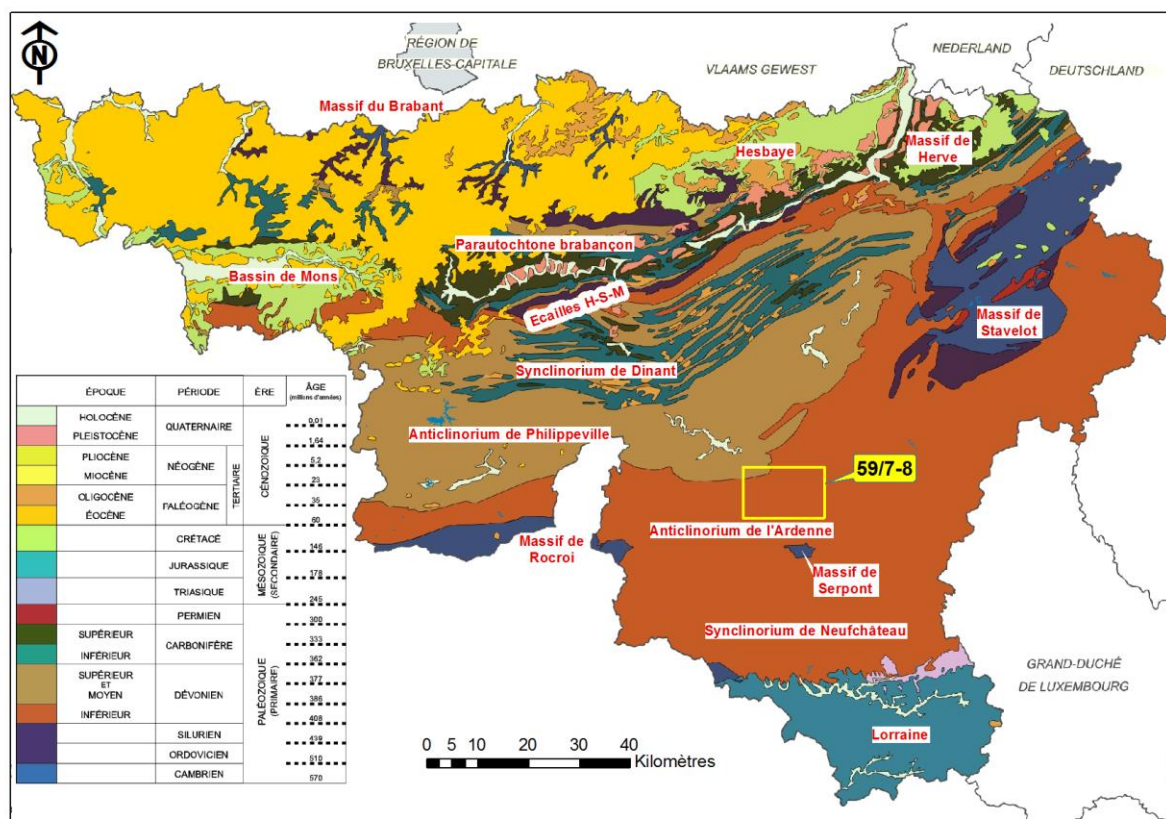 N
RÉGION DE
BRUXELLES-CAPITALE
NEDERLAND
VLAAMS GEWEST
DEUTSCHLAND
Massif du Brabant
Hesbaye
Massif de
Herve
Parautochtone brabançon
Bassin de Mons
Ecailles H-S-M
Massif de
Stavelot
Synclinorium de Dinant
Anticlinorium de Philippeville
59/7-8
Anticlinorium de l'Ardenne
Massif de
Rocroi
Massif de
Serpont
Synclinorium de Neufchâteau
GRAND-DUCHÉ
DE LUXEMBOURG
Lorraine
0 5 10 20 30 40
Kilomètres
ÉPOQUE PÉRIODE ÈRE ÂGE
(millions d'années)
HOLOCÈNE
QUATERNAIRE
0,01
PLEISTOCÈNE
1,64
PLIOCÈNE
NÉOGÈNE
5,2
MIOCÈNE
23
OLIGOCÈNE
PALÉOGÈNE
35
ÉOCÈNE
60
TERTIAIRE
CÉNOZOÏQUE
CRÉTACÉ
146
JURASSIQUE
178
TRIASIQUE
245
MÉSOZOÏQUE
(SECONDAIRE)
PERMIEN
300
SUPÉRIEUR
CARBONIFÈRE
333
INFÉRIEUR
362
SUPÉRIEUR
ET
MOYEN
DÉVONIEN
377
386
INFÉRIEUR
408
SILURIEN
439
ORDOVICIEN
510
CAMBRIEN
570
PALÉOZOÏQUE
(PRIMAIRE)